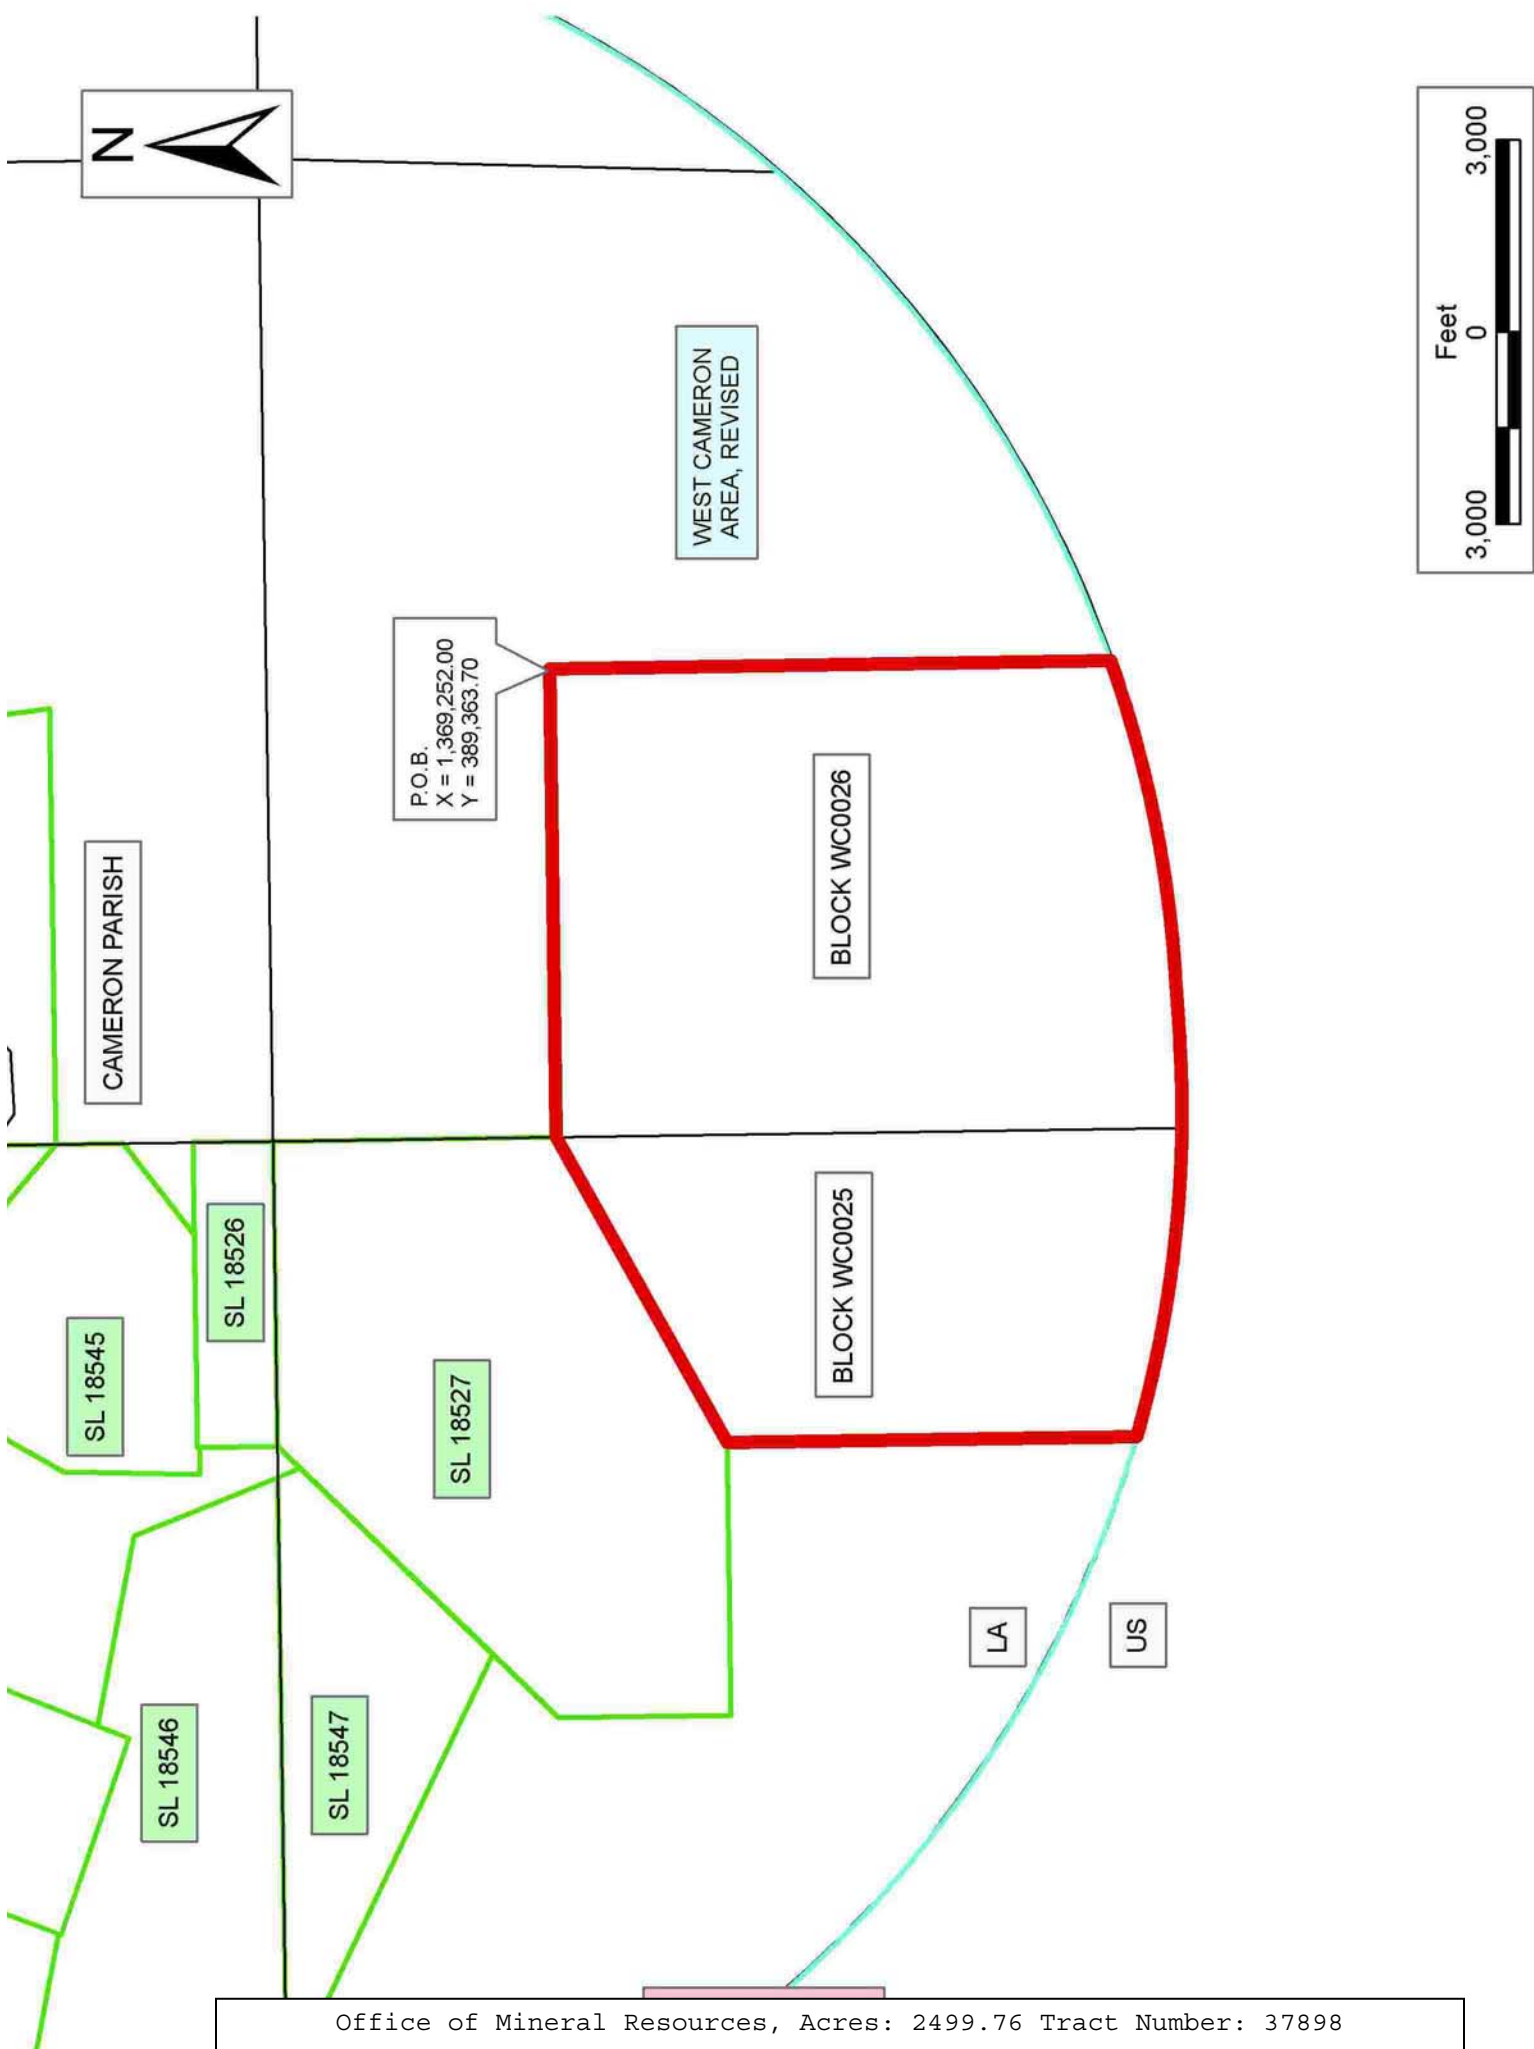 N
CAMERON PARISH
P.O.B.
X = 1,369,252.00
Y = 389,363.70
WEST CAMERON
AREA, REVISED
SL 18545
SL 18526
SL 18527
SL 18546
SL 18547
BLOCK WC0026
BLOCK WC0025
LA
US
Feet
3,000 0 3,000
Office of Mineral Resources, Acres: 2499.76 Tract Number: 37898